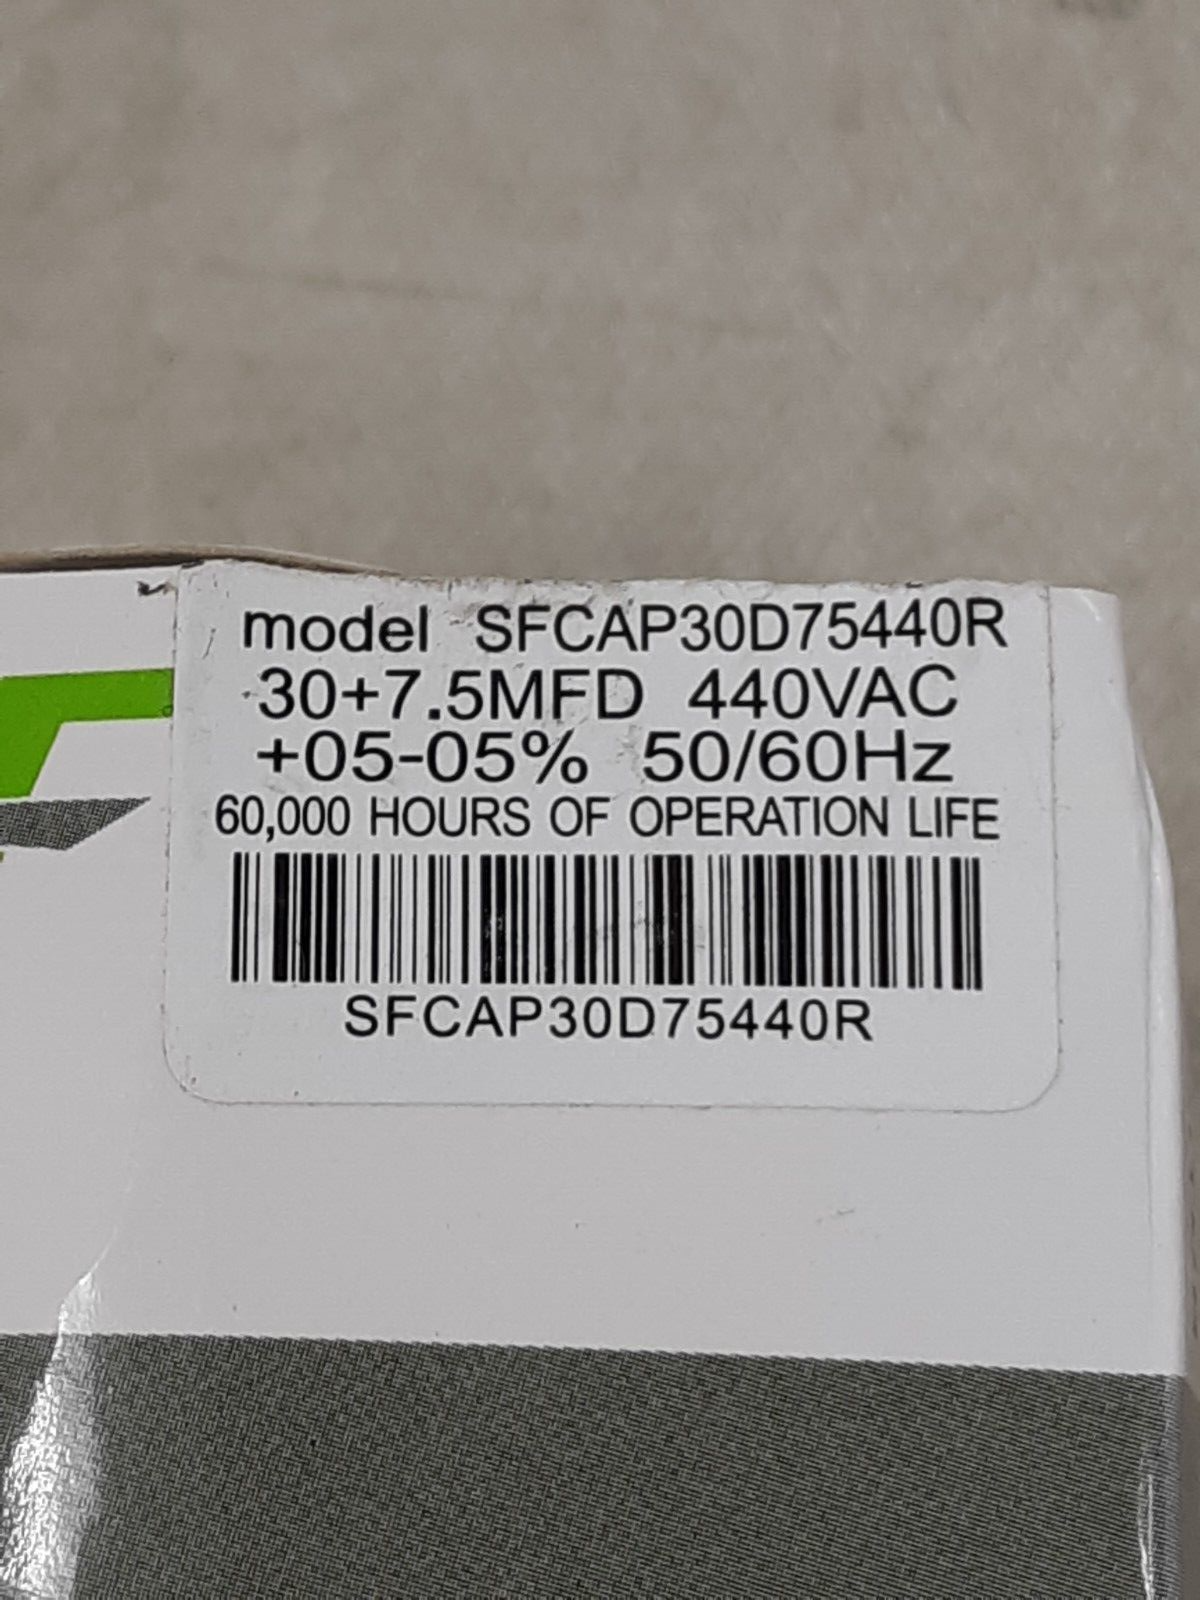 model SFCAP30D75440R
30+7.5MFD 440VAC
+05-05% 50/60Hz
60,000 HOURS OF OPERATION LIFE
SFCAP30D75440R